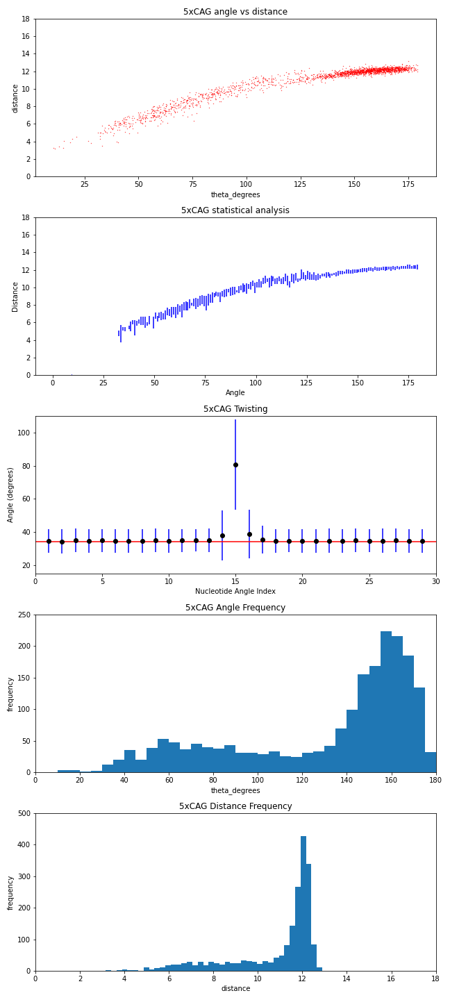 5xCAG angle vs distance
18
16
14
12
10
8
6
4
2
0
distance
25 50 75 100 125 150 175
theta_degrees
5xCAG statistical analysis
18
16
14
12
10
8
6
4
2
0
Distance
0 25 50 75 100 125 150 175
Angle
5xCAG Twisting
100
80
60
40
20
Angle (degrees)
0 5 10 15 20 25 30
Nucleotide Angle Index
5xCAG Angle Frequency
250
200
150
100
50
0
frequency
0 20 40 60 80 100 120 140 160 180
theta_degrees
5xCAG Distance Frequency
500
400
300
200
100
0
frequency
0 2 4 6 8 10 12 14 16 18
distance